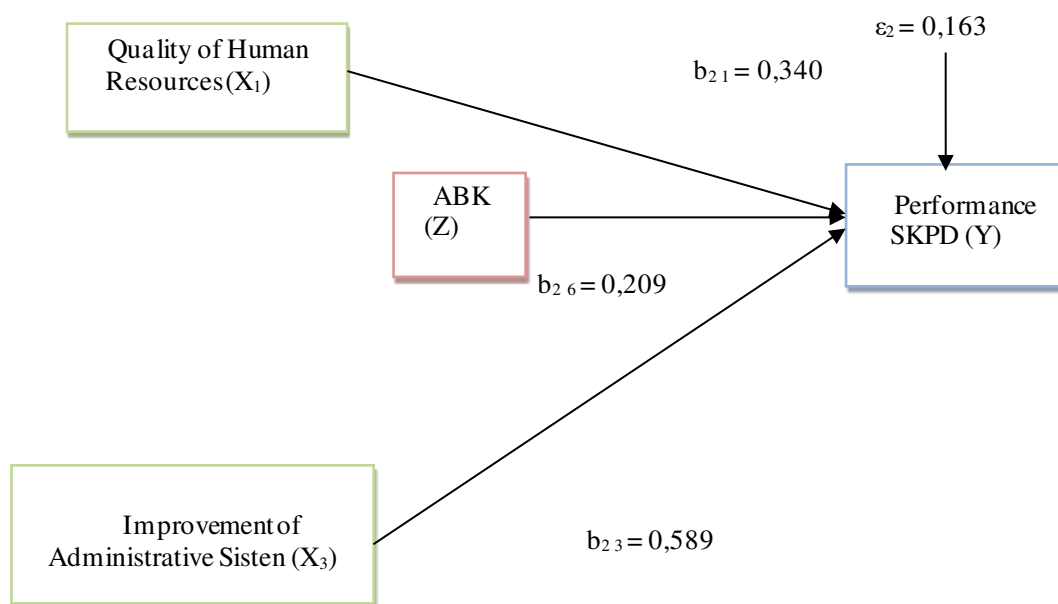 Quality of Human
Resources (X₁)
ε₂ = 0,163
b₂ ₁ = 0,340
ABK
(Z)
Performance
SKPD (Y)
b₂ ₆ = 0,209
Improvement of
Administrative Sisten (X₃)
b₂ ₃ = 0,589